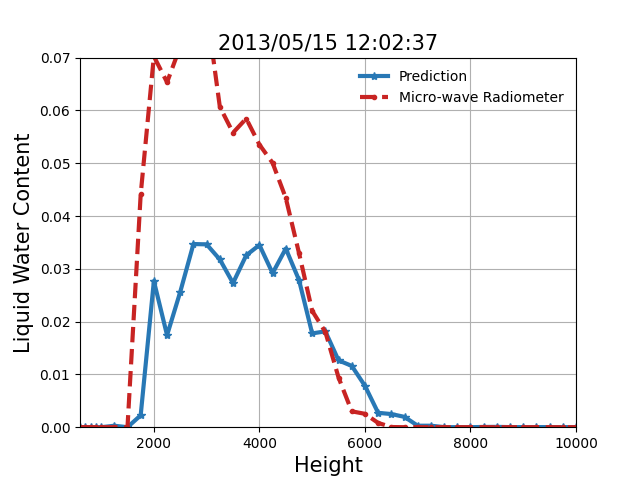 2013/05/15 12:02:37
Prediction
Micro-wave Radiometer
Liquid Water Content
0.07
0.06
0.05
0.04
0.03
0.02
0.01
0.00
2000 4000 6000 8000 10000
Height